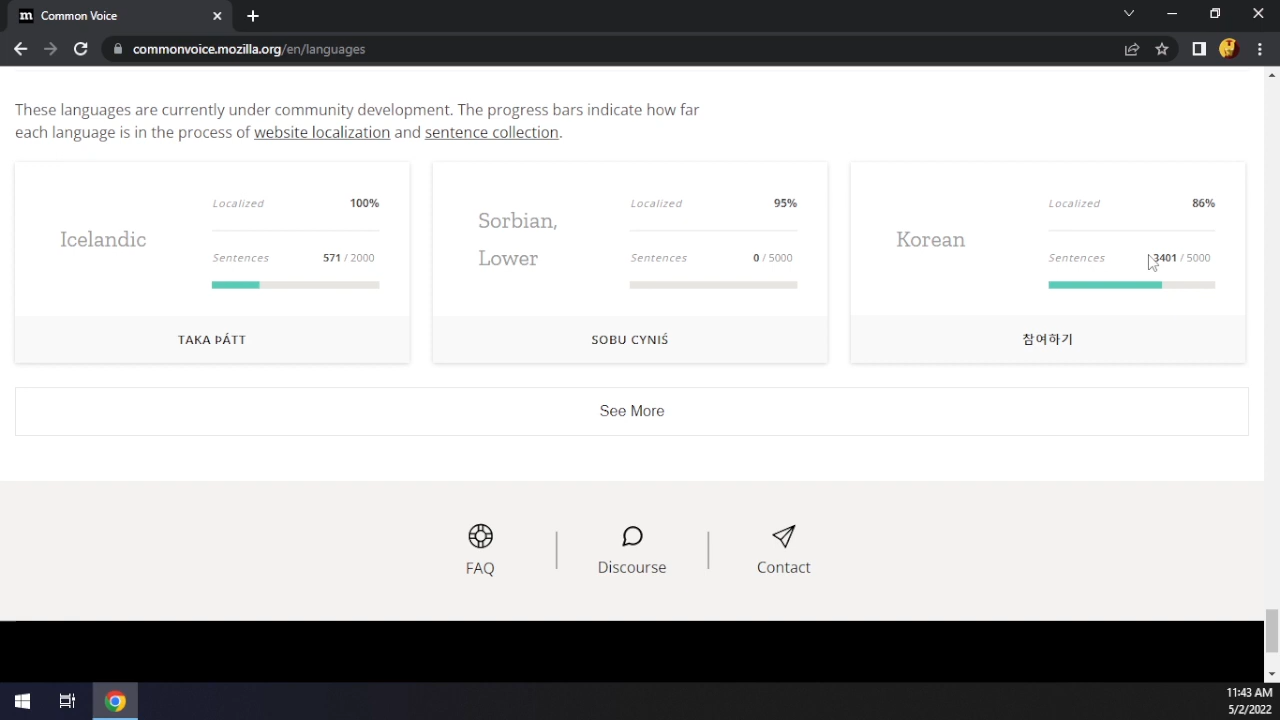 Common Voice
commonvoice.mozilla.org/en/languages
These languages are currently under community development. The progress bars indicate how far
each language is in the process of website localization and sentence collection.
Icelandic
Localized 100%
Sentences 571 / 2000
TAKA ÞÁTT
Sorbian,
Lower
Localized 95%
Sentences 0 / 5000
SOBU CYNIŚ
Korean
Localized 86%
Sentences 3401 / 5000
참여하기
See More
FAQ
Discourse
Contact
11:43 AM
5/2/2022